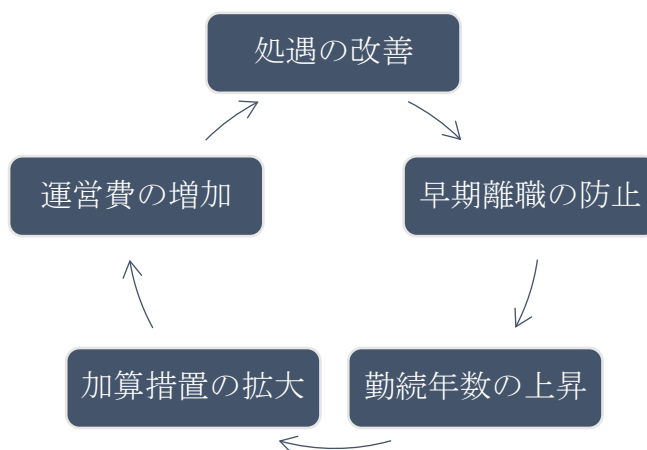 処遇の改善
早期離職の防止
勤続年数の上昇
加算措置の拡大
運営費の増加